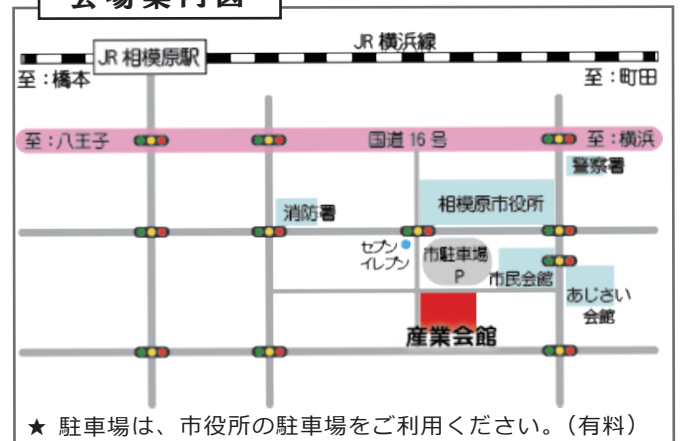 会場案内図
JR 横浜線
JR 相模原駅
至：橋本
至：町田
至：八王子
国道 16 号
至：横浜
警察署
消防署
相模原市役所
セブン
イレブン
市駐車場
P
市民会館
あじさい
会館
産業会館
★ 駐車場は、市役所の駐車場をご利用ください。（有料）